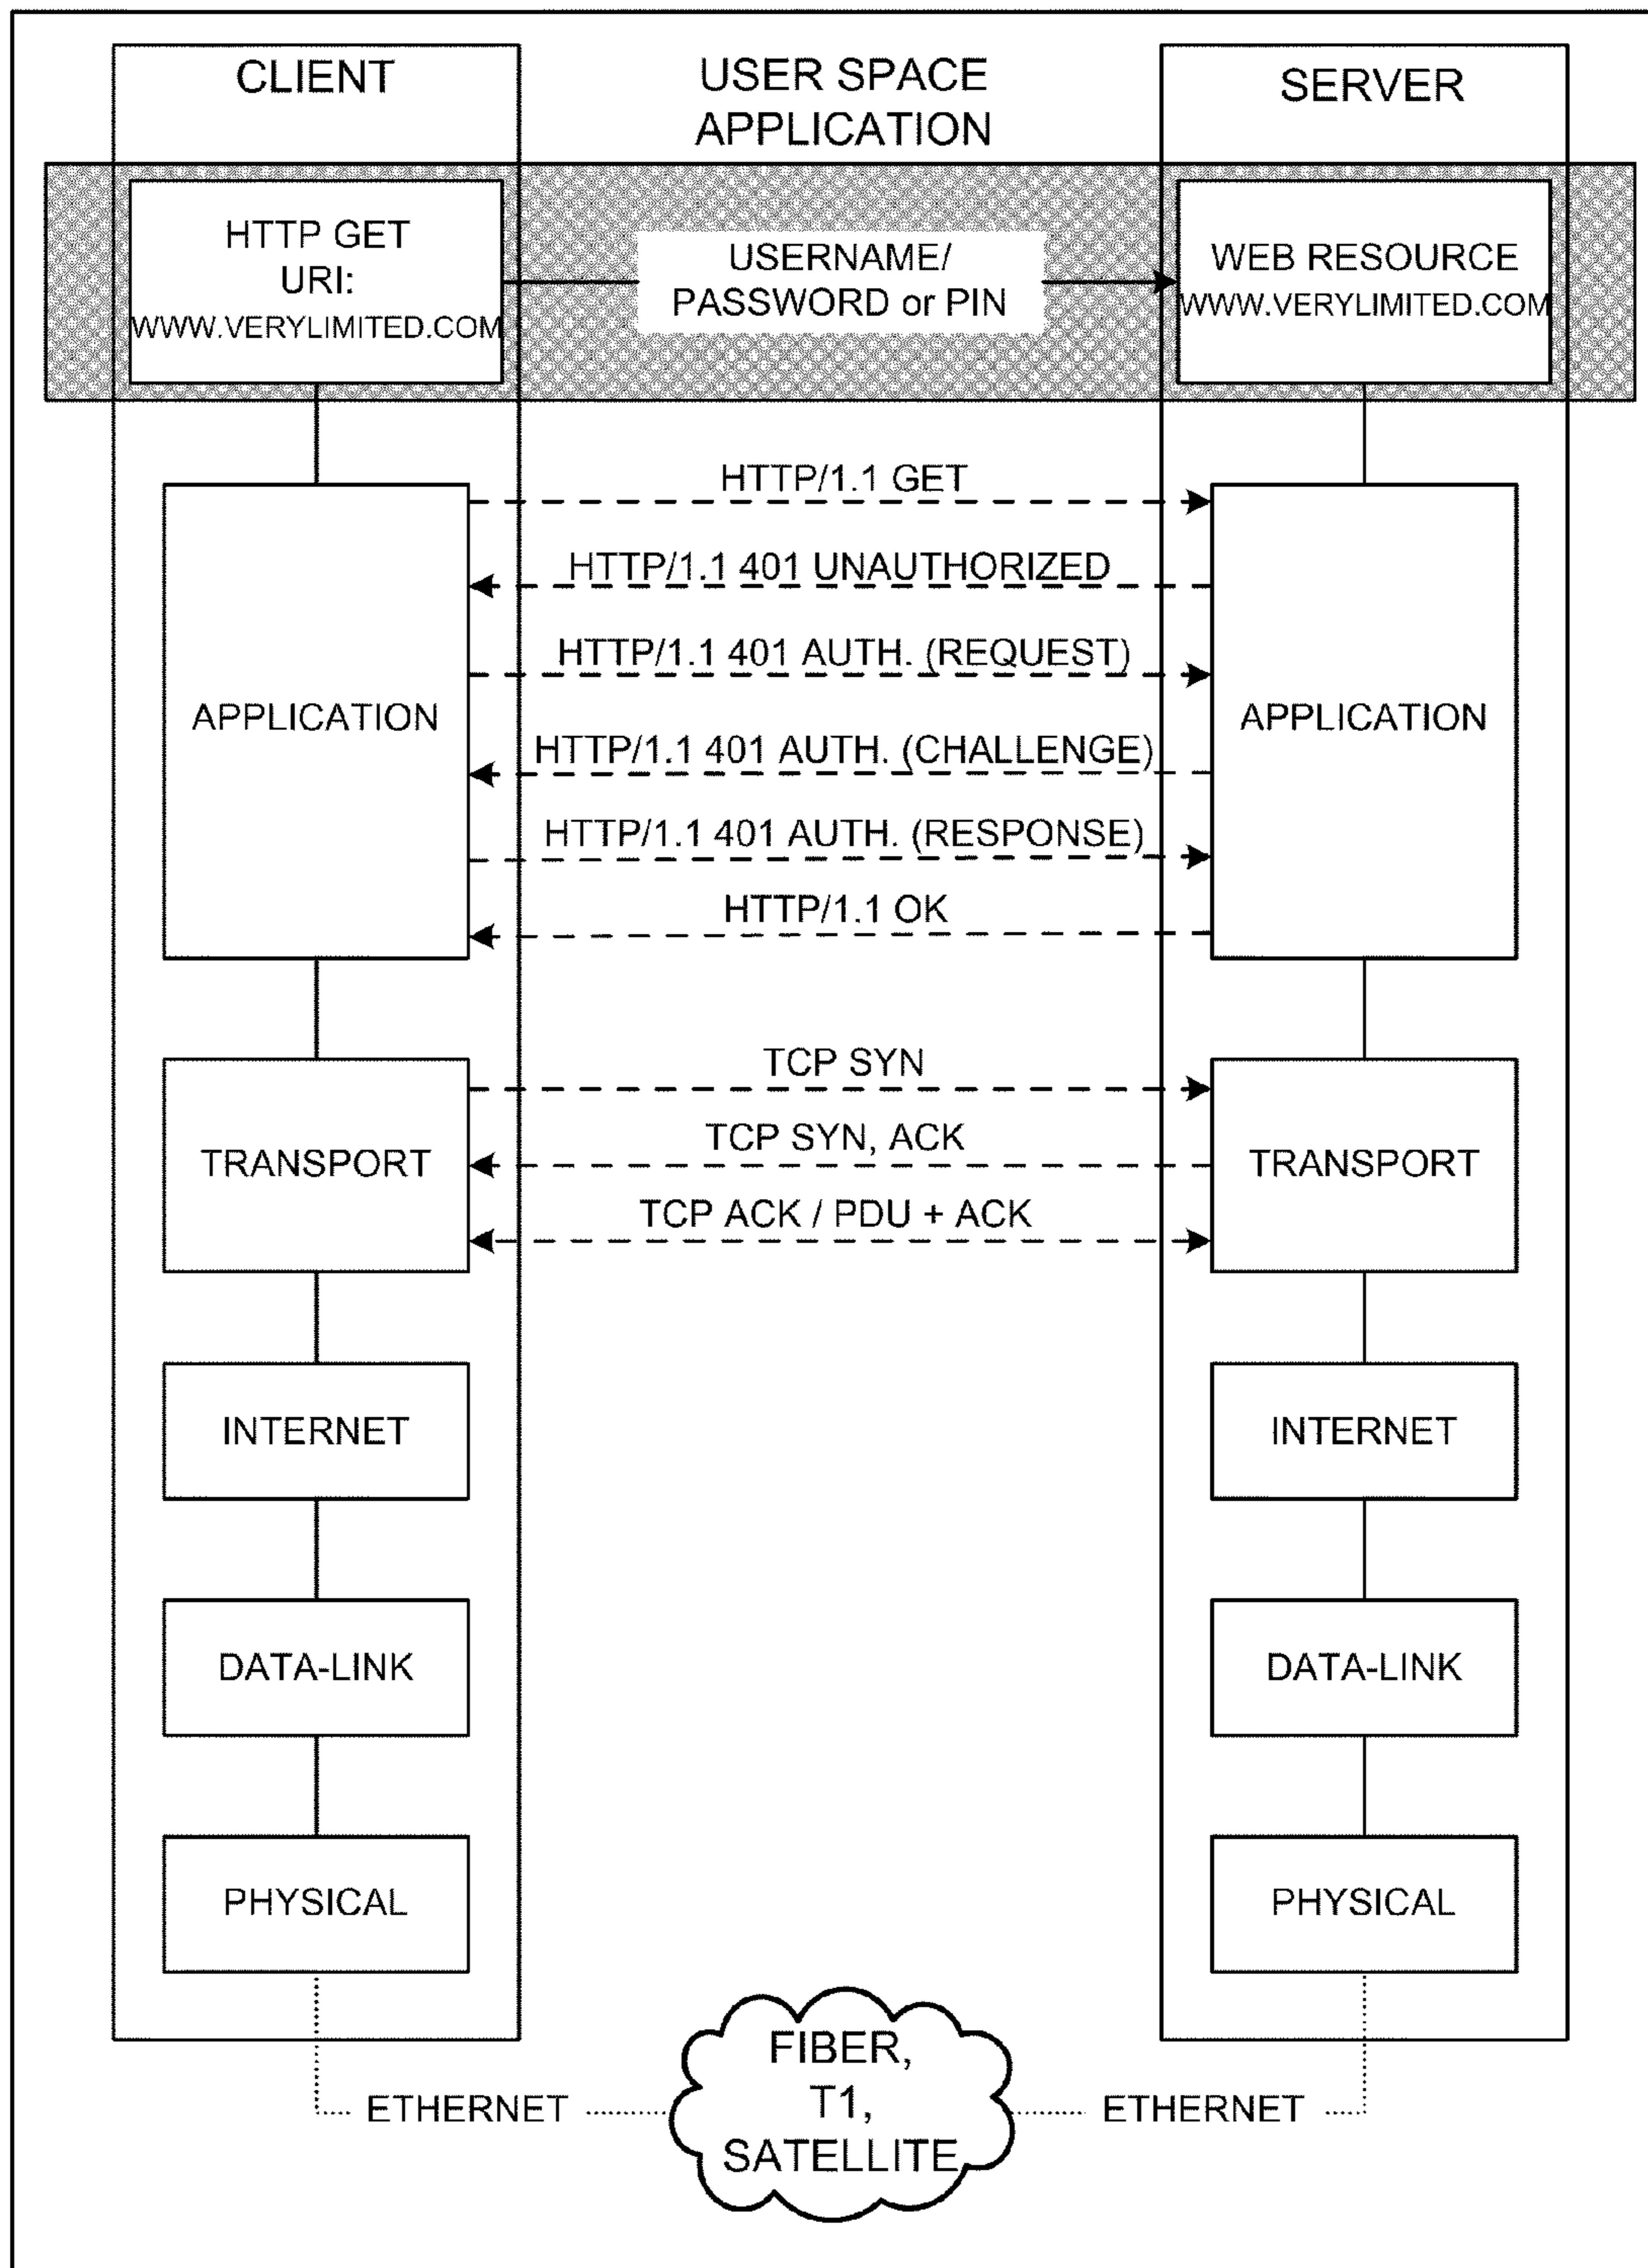 CLIENT
USER SPACE
APPLICATION
SERVER
HTTP GET
URI:
WWW.VERYLIMITED.COM
USERNAME/
PASSWORD or PIN
WEB RESOURCE
WWW.VERYLIMITED.COM
HTTP/1.1 GET
HTTP/1.1 401 UNAUTHORIZED
HTTP/1.1 401 AUTH. (REQUEST)
APPLICATION
APPLICATION
HTTP/1.1 401 AUTH. (CHALLENGE)
HTTP/1.1 401 AUTH. (RESPONSE)
HTTP/1.1 OK
TCP SYN
TCP SYN, ACK
TRANSPORT
TRANSPORT
TCP ACK / PDU + ACK
INTERNET
INTERNET
DATA-LINK
DATA-LINK
PHYSICAL
PHYSICAL
FIBER,
T1,
SATELLITE
ETHERNET
ETHERNET